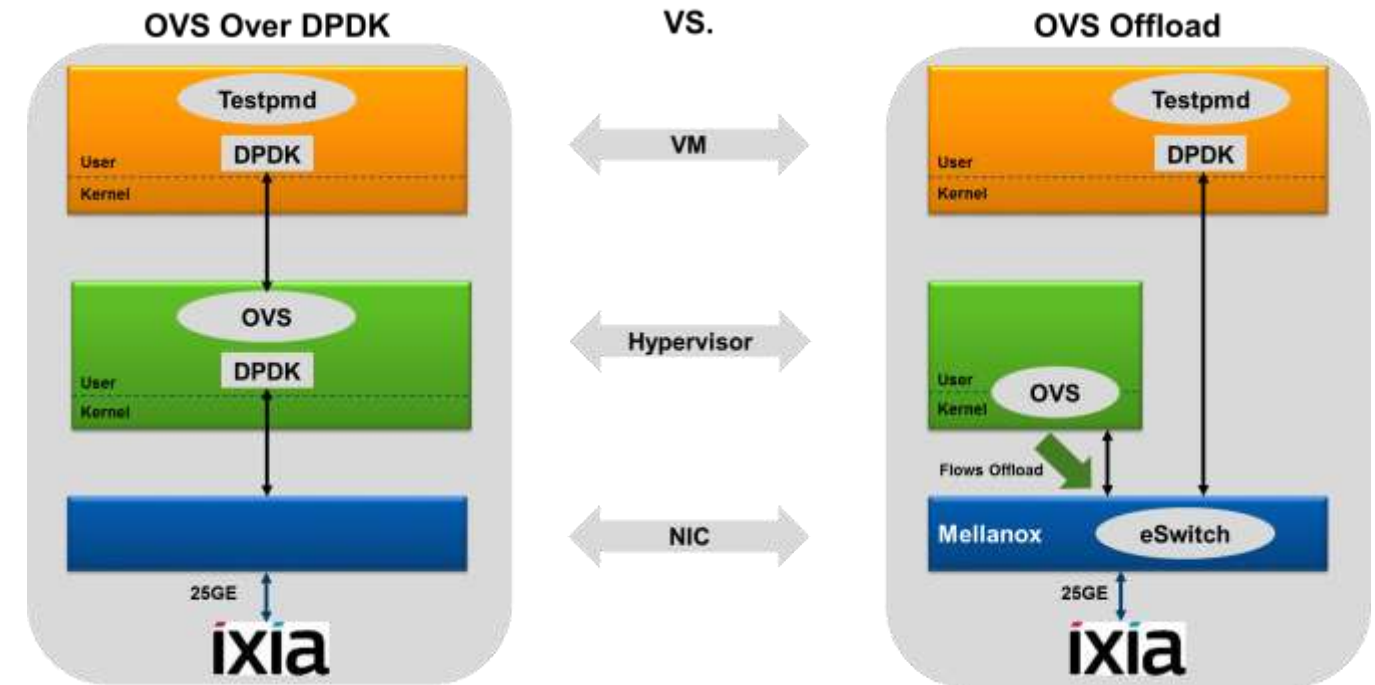 OVS Over DPDK
VS.
OVS Offload
Testpmd
DPDK
User
Kernel
VM
Testpmd
DPDK
User
Kernel
OVS
DPDK
User
Kernel
Hypervisor
User
OVS
Kernel
Flows Offload
NIC
Mellanox
eSwitch
25GE
ixia
25GE
ixia